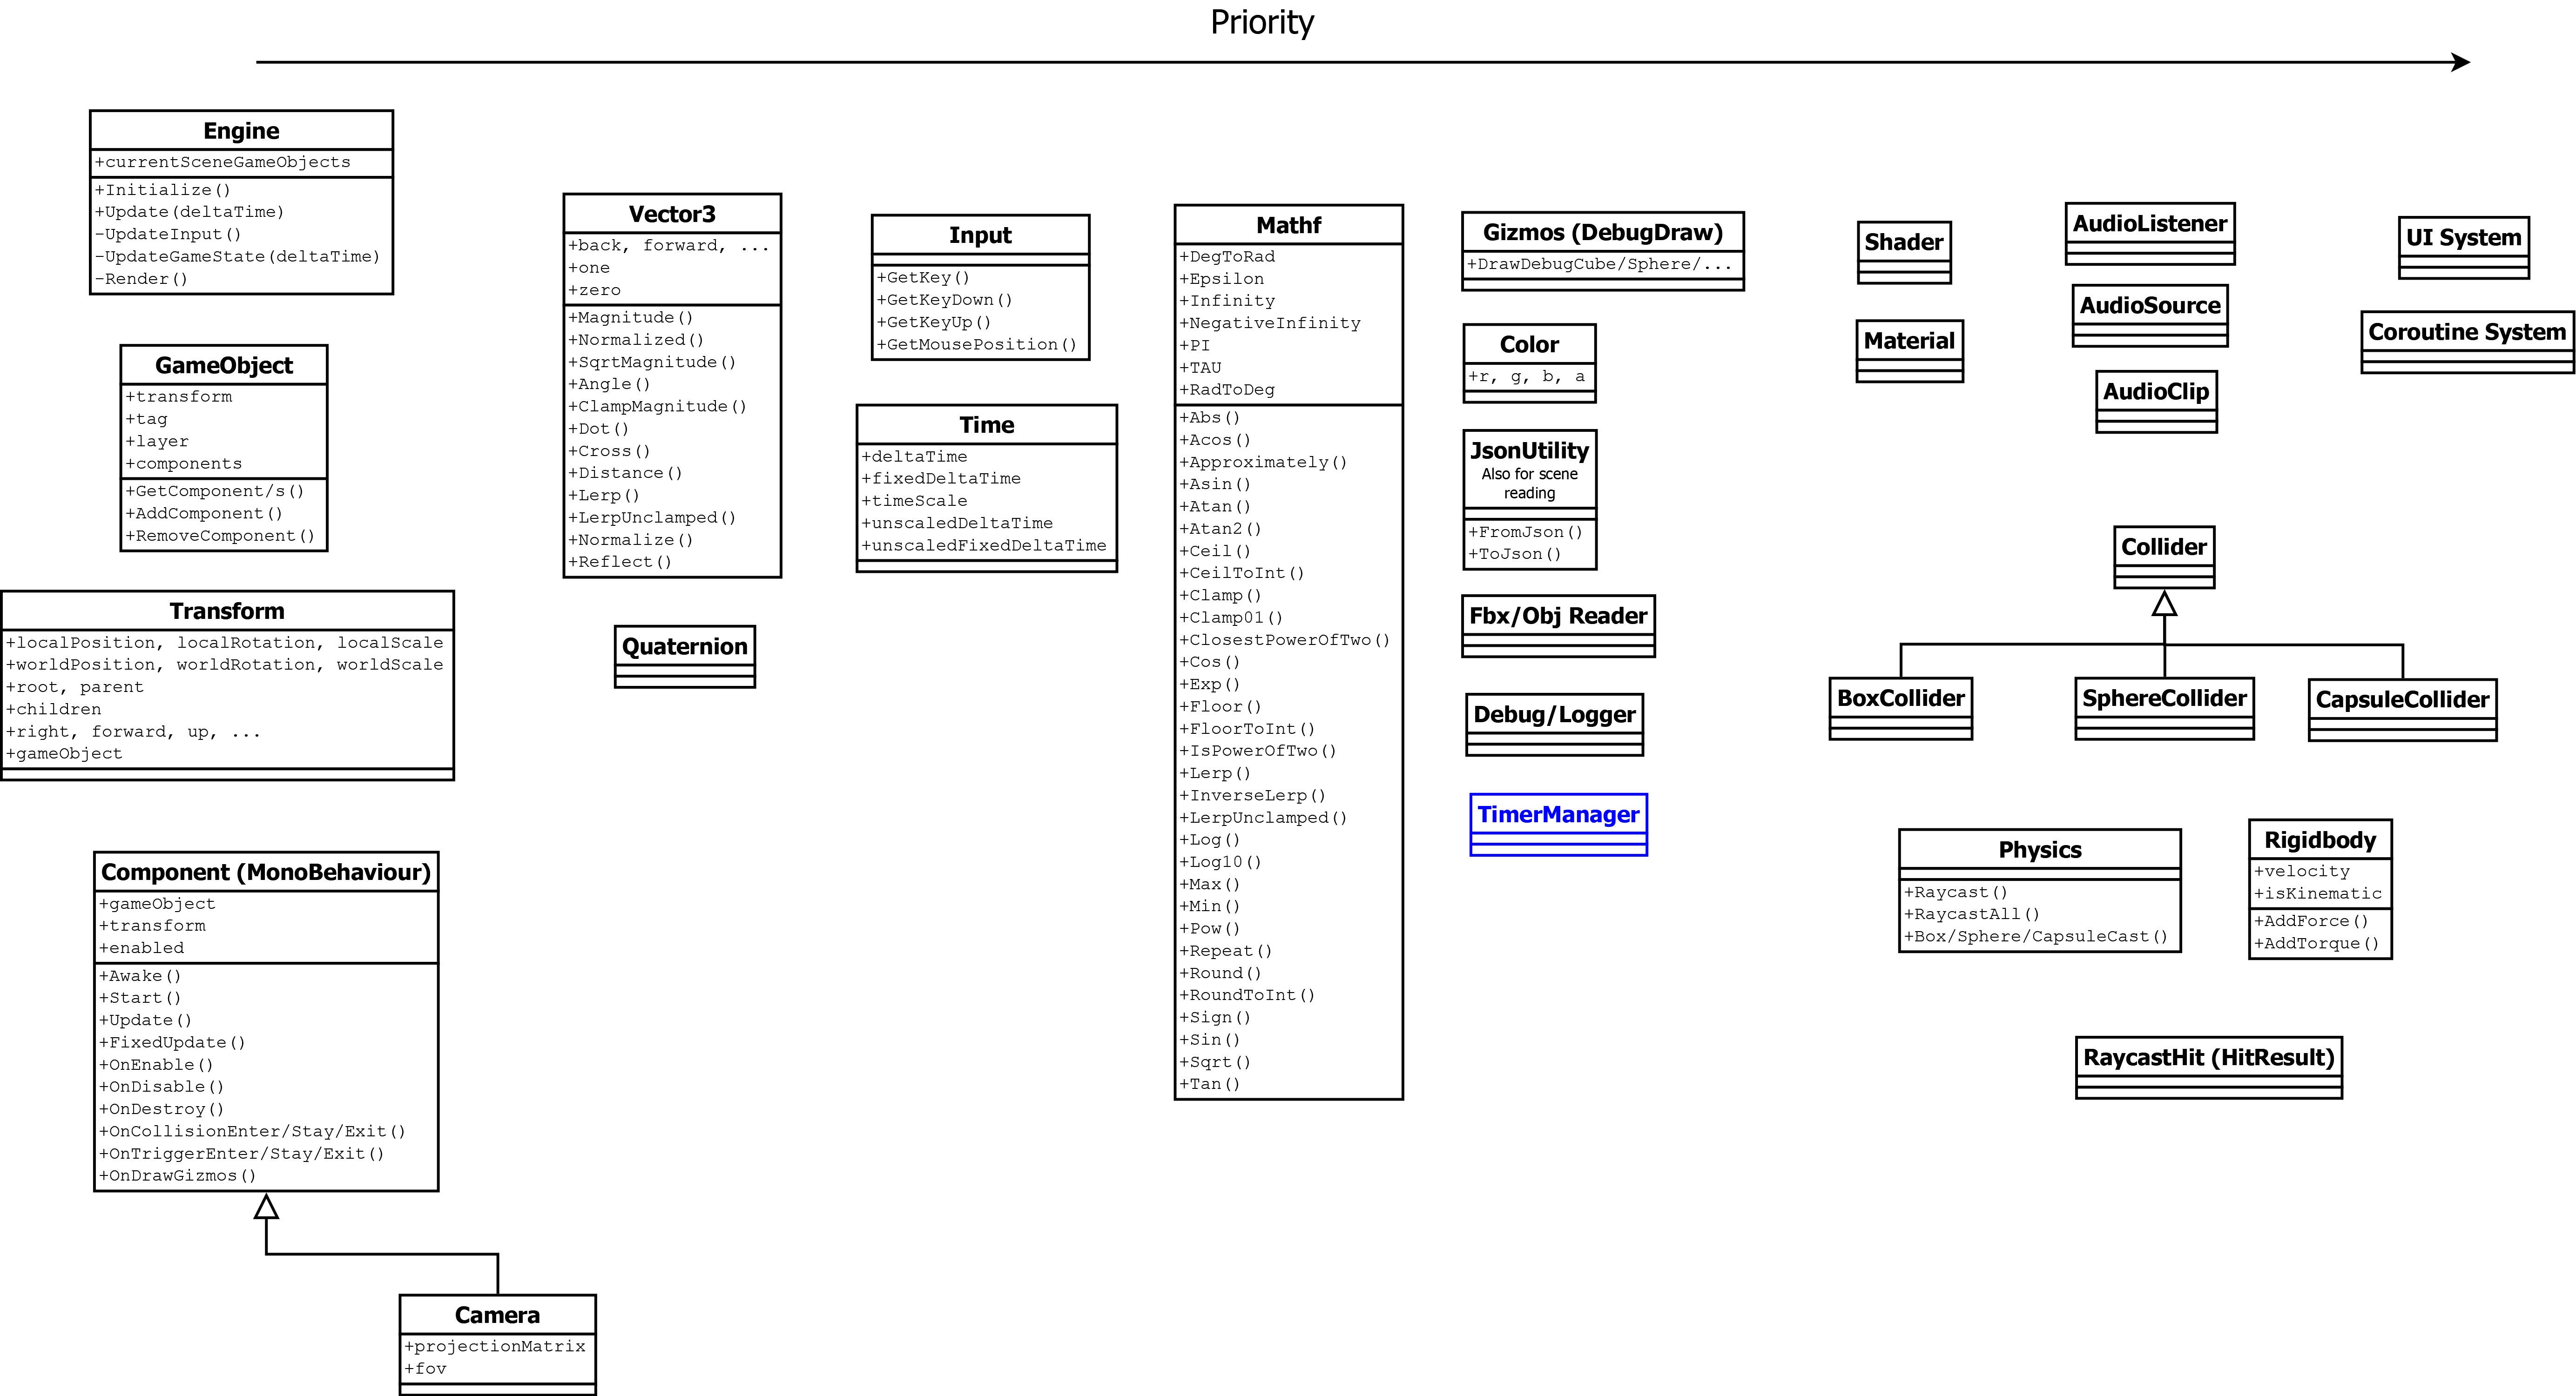 Priority
Engine
+currentSceneGameObjects
+Initialize()
+Update(deltaTime)
-UpdateInput()
-UpdateGameState(deltaTime)
-Render()
GameObject
+transform
+tag
+layer
+components
+GetComponent/s()
+AddComponent()
+RemoveComponent()
Transform
+localPosition, localRotation, localScale
+worldPosition, worldRotation, worldScale
+root, parent
+children
+right, forward, up, ...
+gameObject
Component (MonoBehaviour)
+gameObject
+transform
+enabled
+Awake()
+Start()
+Update()
+FixedUpdate()
+OnEnable()
+OnDisable()
+OnDestroy()
+OnCollisionEnter/Stay/Exit()
+OnTriggerEnter/Stay/Exit()
+OnDrawGizmos()
Camera
+projectionMatrix
+fov
Vector3
+back, forward, ...
+one
+zero
+Magnitude()
+Normalized()
+SqrtMagnitude()
+Angle()
+ClampMagnitude()
+Dot()
+Cross()
+Distance()
+Lerp()
+LerpUnclamped()
+Normalize()
+Reflect()
Quaternion
Input
+GetKey()
+GetKeyDown()
+GetKeyUp()
+GetMousePosition()
Time
+deltaTime
+fixedDeltaTime
+timeScale
+unscaledDeltaTime
+unscaledFixedDeltaTime
Mathf
+DegToRad
+Epsilon
+Infinity
+NegativeInfinity
+PI
+TAU
+RadToDeg
+Abs()
+Acos()
+Approximately()
+Asin()
+Atan()
+Atan2()
+Ceil()
+CeilToInt()
+Clamp()
+Clamp01()
+ClosestPowerOfTwo()
+Cos()
+Exp()
+Floor()
+FloorToInt()
+IsPowerOfTwo()
+Lerp()
+InverseLerp()
+LerpUnclamped()
+Log()
+Log10()
+Max()
+Min()
+Pow()
+Repeat()
+Round()
+RoundToInt()
+Sign()
+Sin()
+Sqrt()
+Tan()
Gizmos (DebugDraw)
+DrawDebugCube/Sphere/...
Color
+r, g, b, a
JsonUtility
Also for scene
reading
+FromJson()
+ToJson()
Fbx/Obj Reader
Debug/Logger
TimerManager
Shader
Material
AudioListener
AudioSource
AudioClip
UI System
Coroutine System
Collider
BoxCollider
SphereCollider
CapsuleCollider
Physics
+Raycast()
+RaycastAll()
+Box/Sphere/CapsuleCast()
Rigidbody
+velocity
+isKinematic
+AddForce()
+AddTorque()
RaycastHit (HitResult)